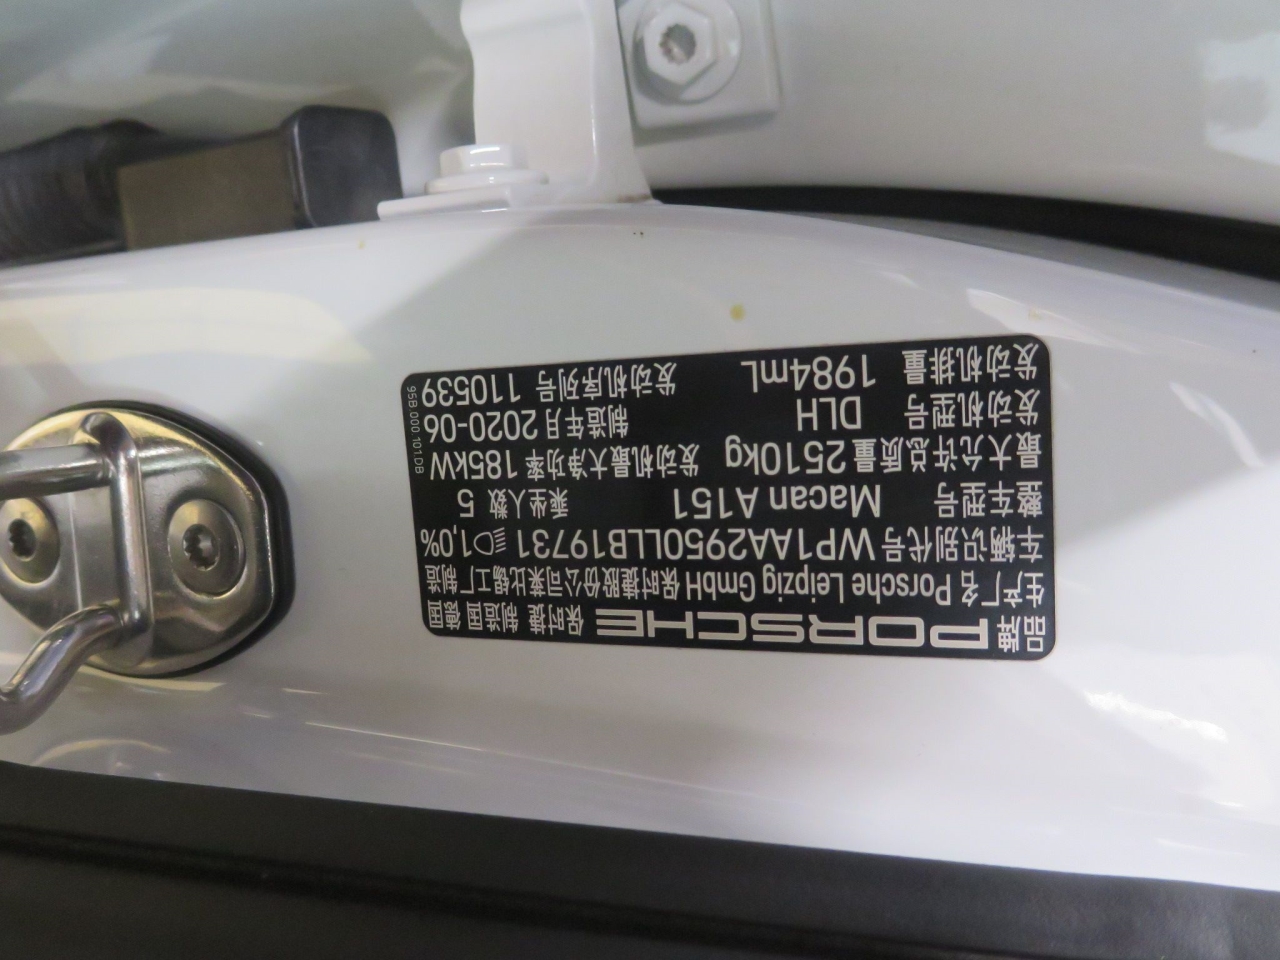 品牌 PORSCHE 保时捷 制造国 德国
生产厂名 Porsche Leipzig GmbH 保时捷股份公司莱比锡工厂 制造
车辆识别代号 WP1AA2950LLB19731 1,0%
整车型号 Macan A151 乘坐人数 5
最大允许总质量 2510kg 发动机最大净功率 185kW
发动机型号 DLH 制造年月 2020-06
发动机排量 1984mL 发动机序列号 110539
95B.000.101.DB